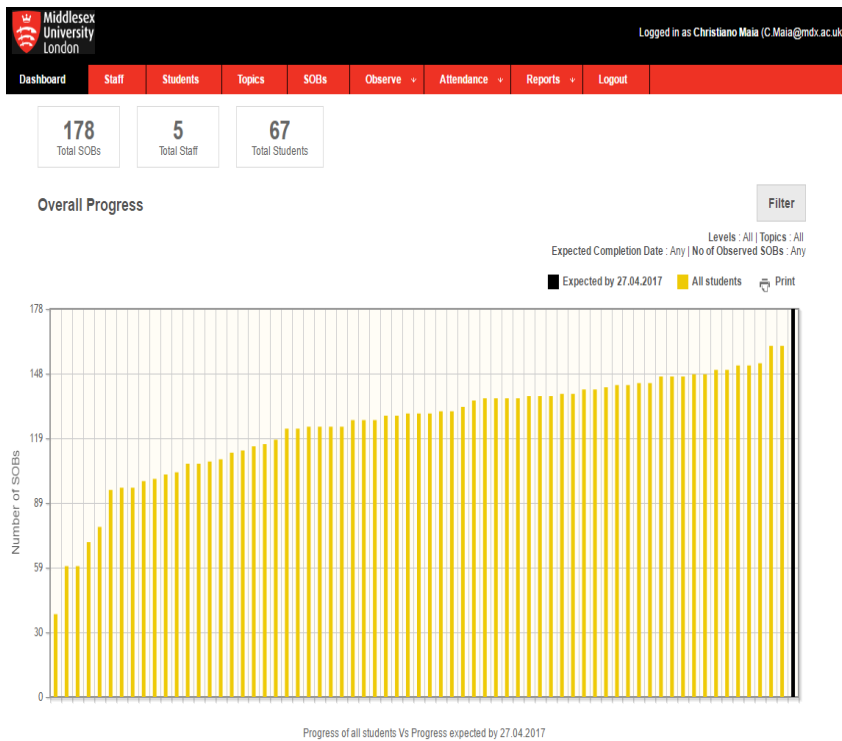 Middlesex
University
London
Logged in as Christiano Maia (C.Maia@mdx.ac.uk
Dashboard Staff Students Topics SOBs Observe Attendance Reports Logout
178 5 67
Total SOBs Total Staff Total Students
Overall Progress Filter
Levels : All | Topics : All
Expected Completion Date : Any | No of Observed SOBs : Any
Expected by 27.04.2017 All students Print
178
148
119
89
59
30
0
Number of SOBs
Progress of all students Vs Progress expected by 27.04.2017